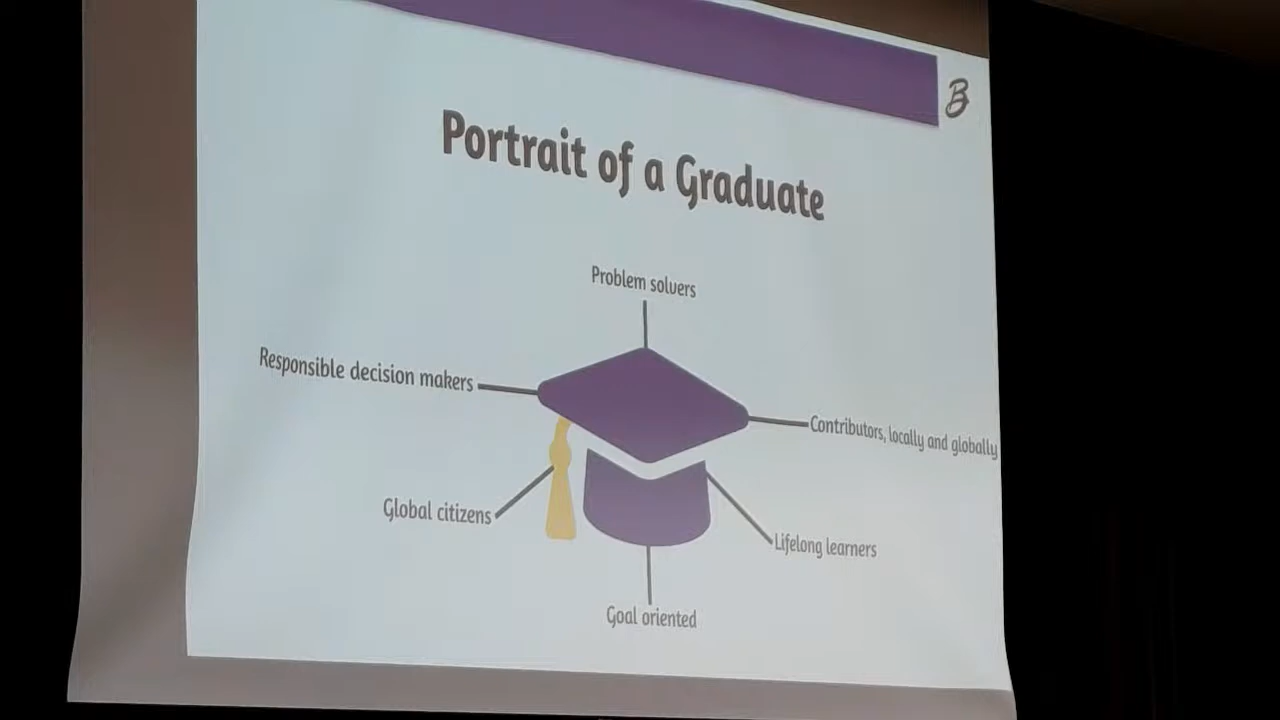 B
Portrait of a Graduate
Problem solvers
Responsible decision makers
Contributors, locally and globally
Global citizens
Lifelong learners
Goal oriented